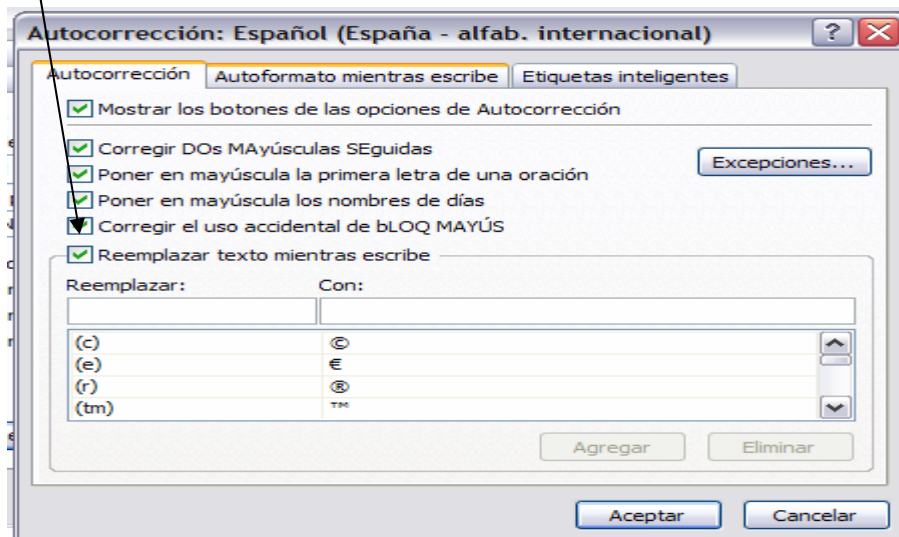 Autocorrección: Español (España - alfab. internacional)
Autocorrección Autoformato mientras escribe Etiquetas inteligentes
Mostrar los botones de las opciones de Autocorrección
Corregir DOs MAyúsculas SEguidas
Excepciones...
Poner en mayúscula la primera letra de una oración
Poner en mayúscula los nombres de días
Corregir el uso accidental de bLOQ MAYÚS
Reemplazar texto mientras escribe
Reemplazar: Con:
(c) ©
(e) €
(r) ®
(tm) ™
Agregar Eliminar
Aceptar Cancelar